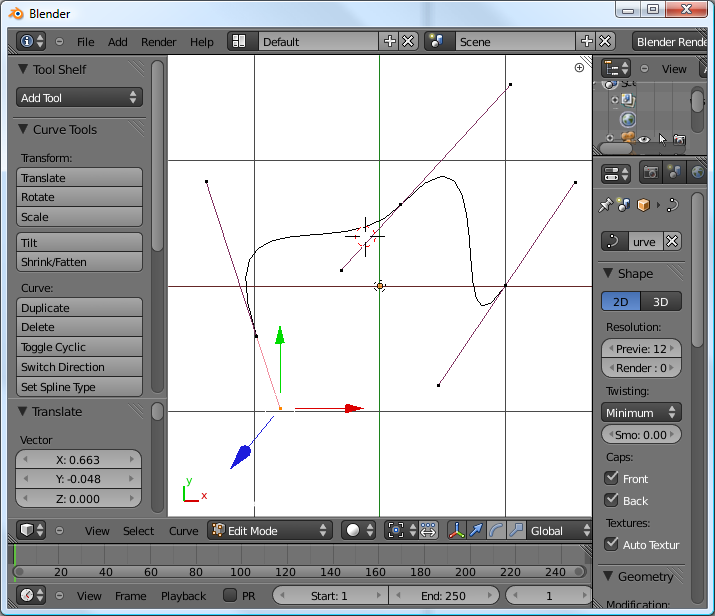 Blender
File Add Render Help Default Scene Blender Rende
Tool Shelf
Add Tool
Curve Tools
Transform:
Translate
Rotate
Scale
Tilt
Shrink/Fatten
Curve:
Duplicate
Delete
Toggle Cyclic
Switch Direction
Set Spline Type
Translate
Vector
X: 0.663
Y: -0.048
Z: 0.000
y
x
View Select Curve Edit Mode Global
View
urve
Shape
2D 3D
Resolution:
Previe: 12
Render : 0
Twisting:
Minimum
Smo: 0.00
Caps:
Front
Back
Textures:
Auto Textur
Geometry
Modification:
20 40 60 80 100 120 140 160 180 200 220 240
View Frame Playback PR Start: 1 End: 250 1